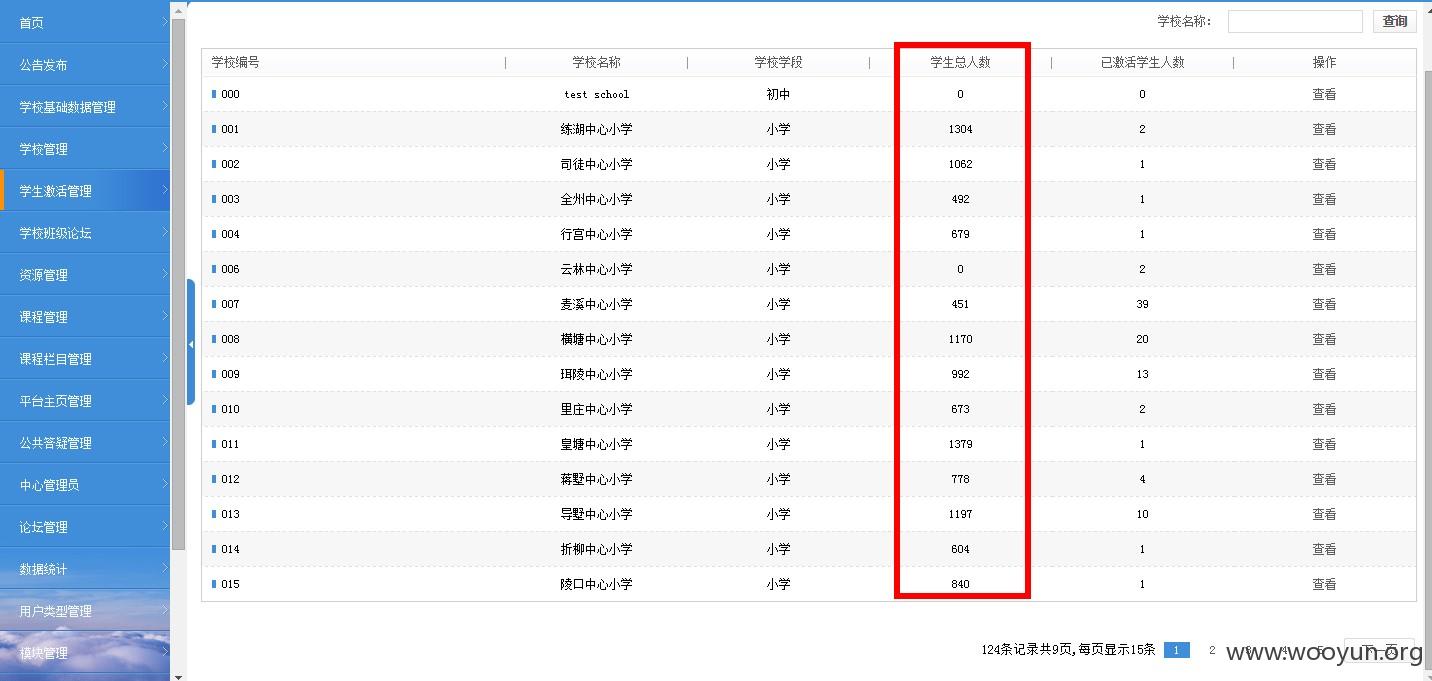 首页
公告发布
学校基础数据管理
学校管理
学生激活管理
学校班级论坛
资源管理
课程管理
课程栏目管理
平台主页管理
公共答疑管理
中心管理员
论坛管理
数据统计
用户类型管理
模块管理
学校名称： 查询
学校编号 | 学校名称 | 学校学段 | 学生总人数 | 已激活学生人数 | 操作
000 test school 初中 0 0 查看
001 练湖中心小学 小学 1304 2 查看
002 司徒中心小学 小学 1062 1 查看
003 全州中心小学 小学 492 1 查看
004 行宫中心小学 小学 679 1 查看
006 云林中心小学 小学 0 2 查看
007 麦溪中心小学 小学 451 39 查看
008 横塘中心小学 小学 1170 20 查看
009 珥陵中心小学 小学 992 13 查看
010 里庄中心小学 小学 673 2 查看
011 皇塘中心小学 小学 1379 1 查看
012 蒋墅中心小学 小学 778 4 查看
013 导墅中心小学 小学 1197 10 查看
014 折柳中心小学 小学 604 1 查看
015 陵口中心小学 小学 840 1 查看
124条记录共9页,每页显示15条 1 2 3 4 5 下一页
www.wooyun.org